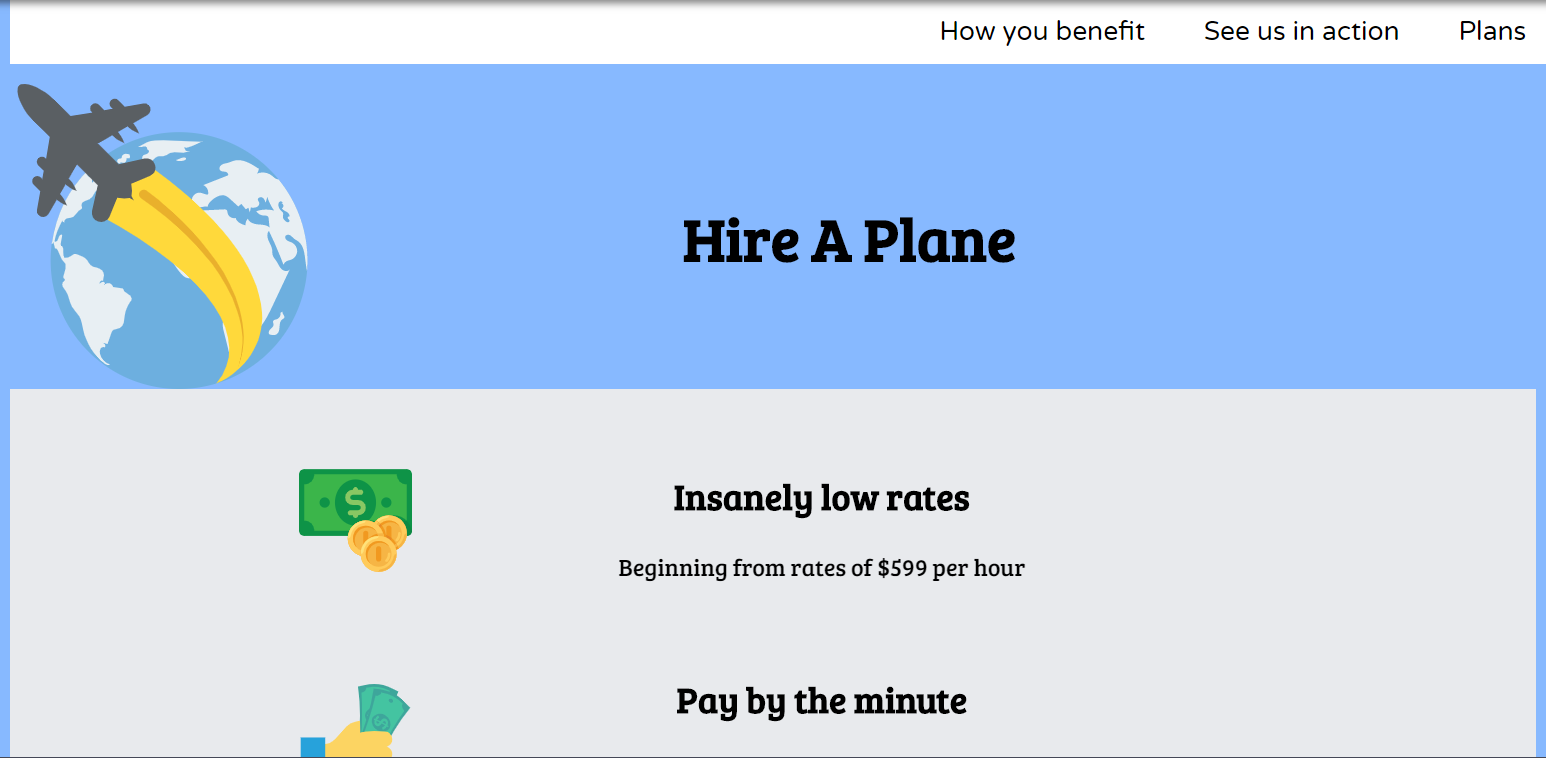 How you benefit See us in action Plans
Hire A Plane
Insanely low rates
Beginning from rates of $599 per hour
Pay by the minute